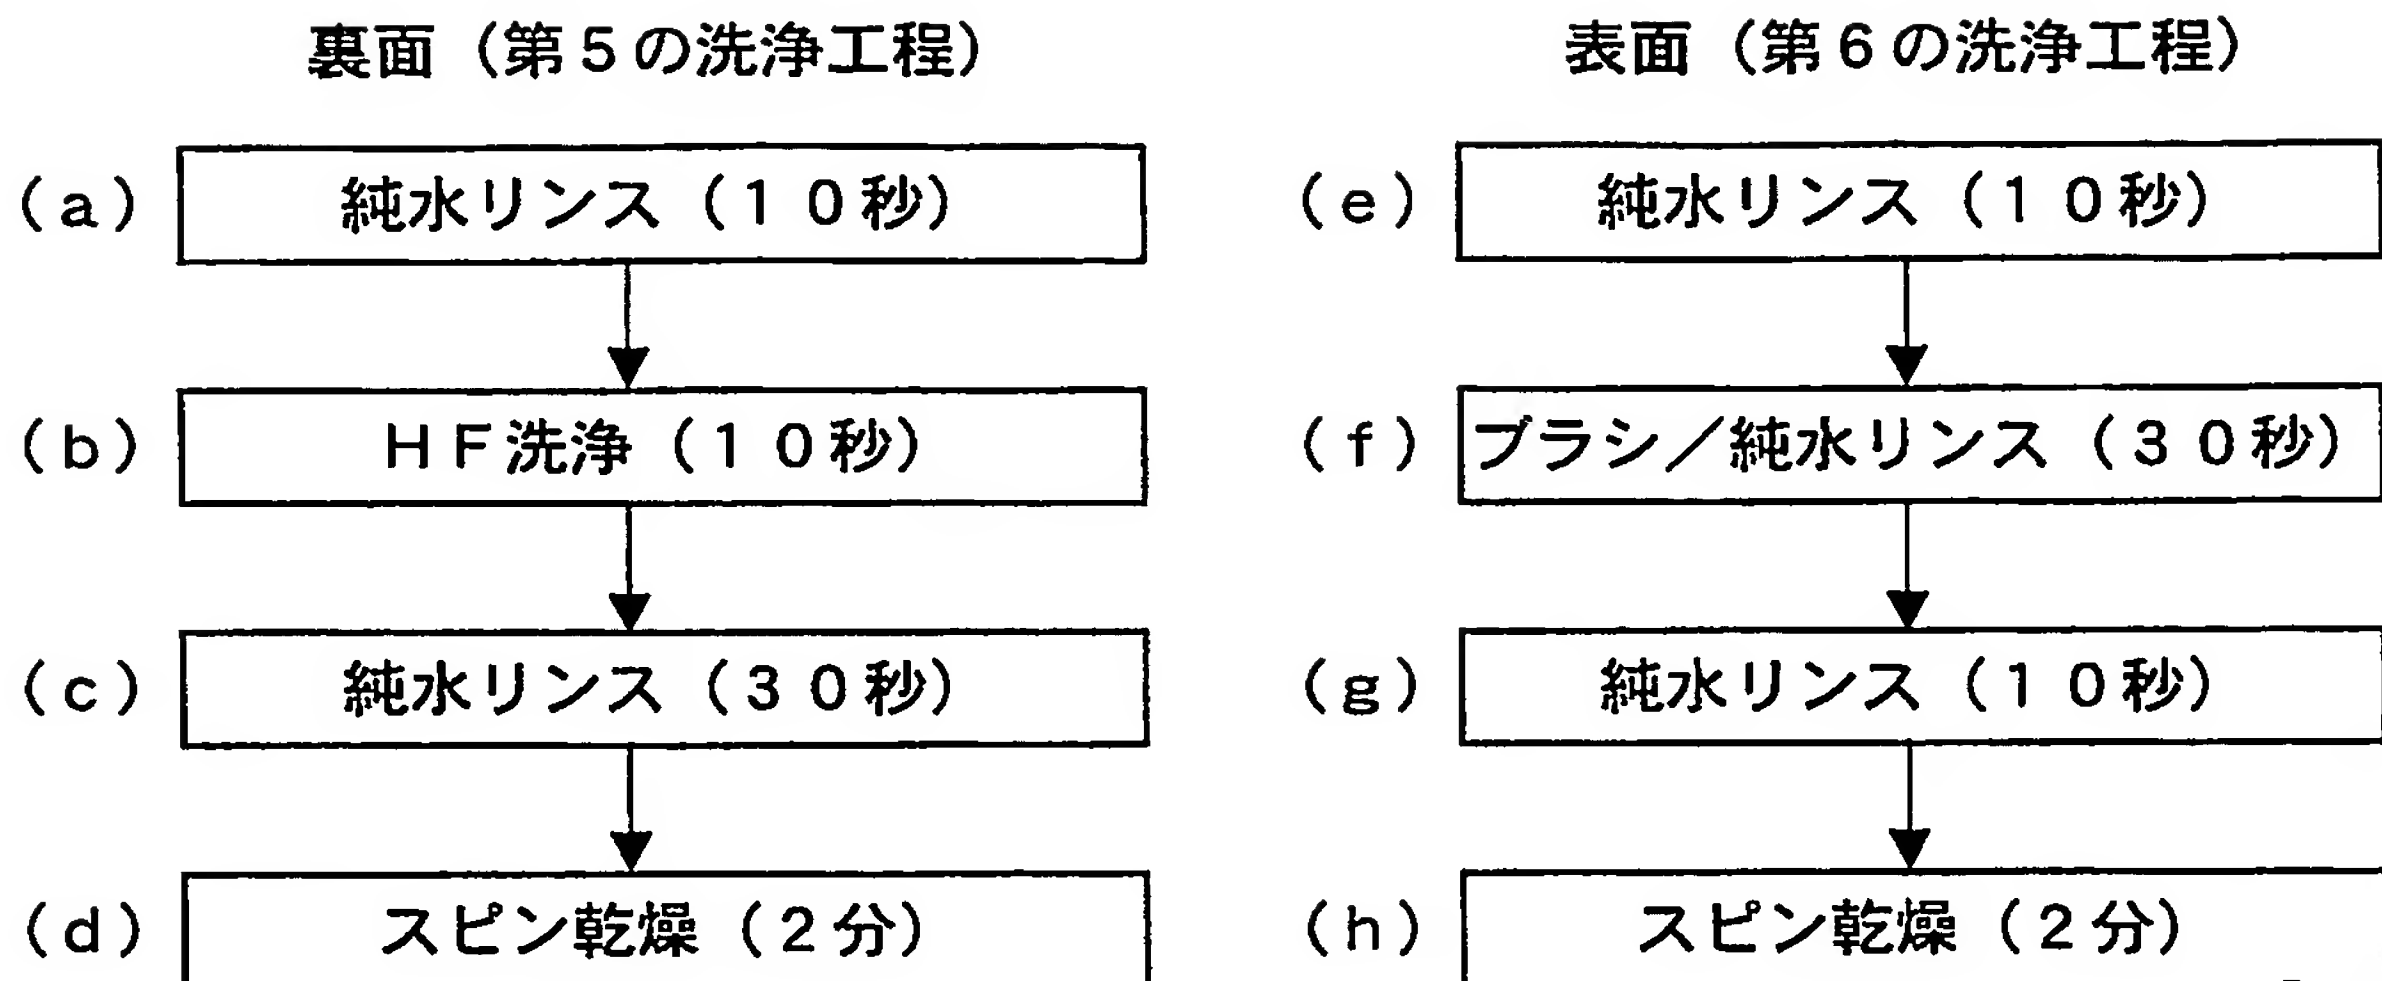 裏面（第５の洗浄工程）
（a） 純水リンス（１０秒）
（b） ＨＦ洗浄（１０秒）
（c） 純水リンス（３０秒）
（d） スピン乾燥（２分）
表面（第６の洗浄工程）
（e） 純水リンス（１０秒）
（f） ブラシ／純水リンス（３０秒）
（g） 純水リンス（１０秒）
（h） スピン乾燥（２分）